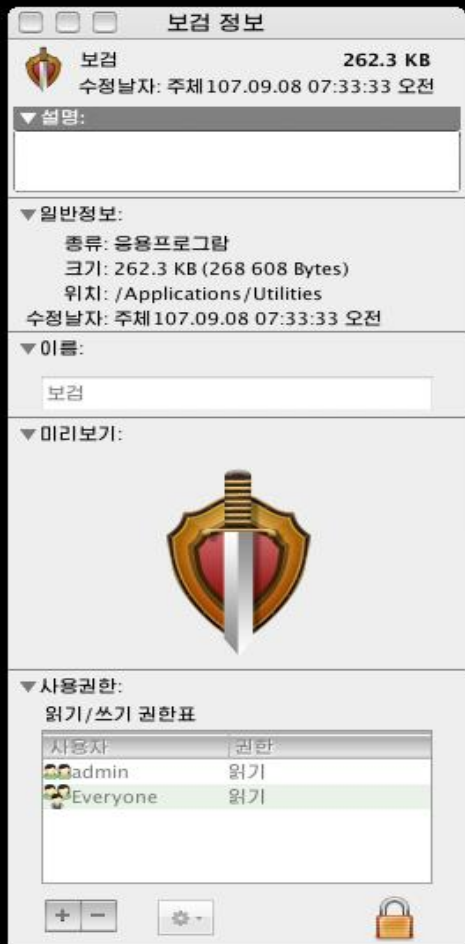 보검 정보
보검 262.3 KB
수정날자: 주체107.09.08 07:33:33 오전
▼설명:
▼일반정보:
종류: 응용프로그람
크기: 262.3 KB (268 608 Bytes)
위치: /Applications/Utilities
수정날자: 주체107.09.08 07:33:33 오전
▼이름:
보검
▼미리보기:
▼사용권한:
읽기/쓰기 권한표
사용자 권한
admin 읽기
Everyone 읽기